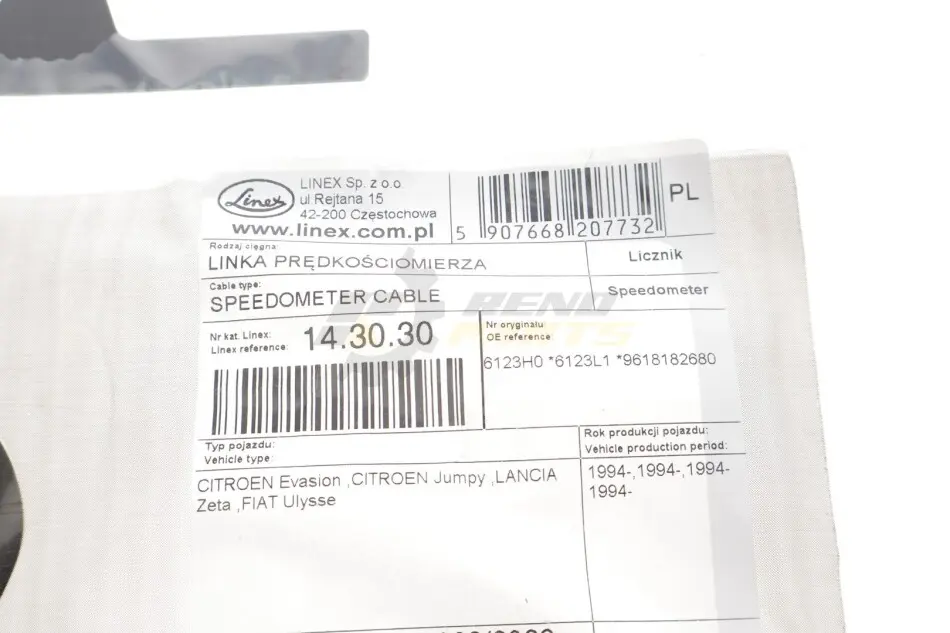 Linex
LINEX Sp. z o.o.
ul Rejtana 15
42-200 Częstochowa
www.linex.com.pl
5 907668 207732
PL
Rodzaj cięgna:
LINKA PRĘDKOŚCIOMIERZA
Licznik
Cable type:
SPEEDOMETER CABLE
Speedometer
Nr kat. Linex:
Linex reference:
14.30.30
Nr oryginału
OE reference:
6123H0 *6123L1 *9618182680
Typ pojazdu:
Vehicle type:
Rok produkcji pojazdu:
Vehicle production period:
CITROEN Evasion ,CITROEN Jumpy ,LANCIA
Zeta ,FIAT Ulysse
1994-,1994-,1994-
1994-
PARTS